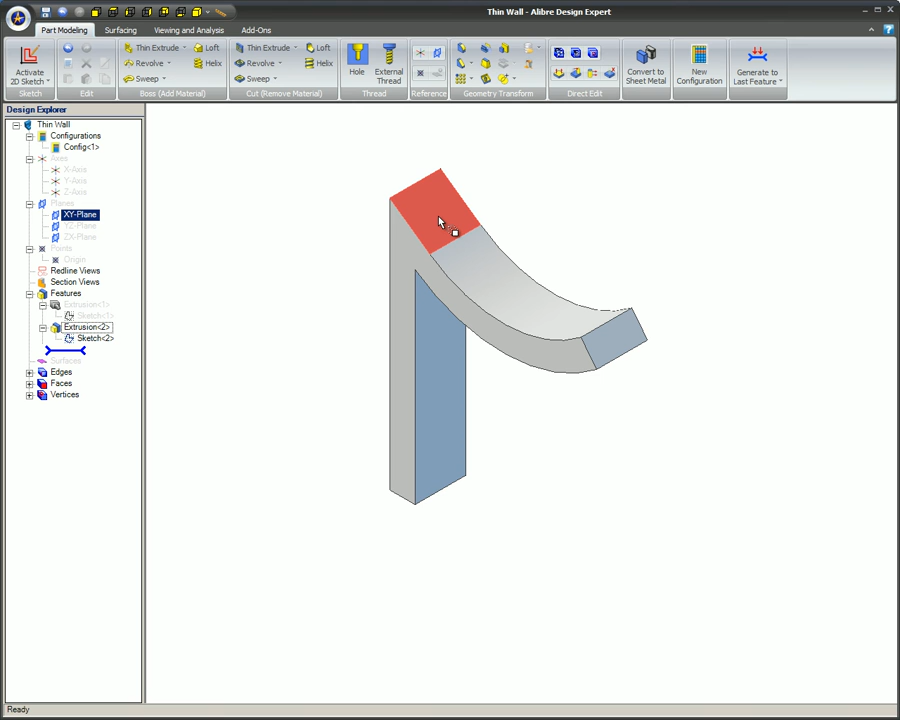 Thin Wall - Alibre Design Expert
Part Modeling Surfacing Viewing and Analysis Add-Ons
Activate 2D Sketch
Sketch
Edit
Thin Extrude Loft
Revolve Helix
Sweep
Boss (Add Material)
Thin Extrude Loft
Revolve Helix
Sweep
Cut (Remove Material)
Hole
External Thread
Thread
Reference
Geometry Transform
Direct Edit
Convert to Sheet Metal
New Configuration
Generate to Last Feature
Design Explorer
Thin Wall
Configurations
Config<1>
Axes
X-Axis
Y-Axis
Z-Axis
Planes
XY-Plane
YZ-Plane
ZX-Plane
Points
Origin
Redline Views
Section Views
Features
Extrusion<1>
Sketch<1>
Extrusion<2>
Sketch<2>
Surfaces
Edges
Faces
Vertices
Ready